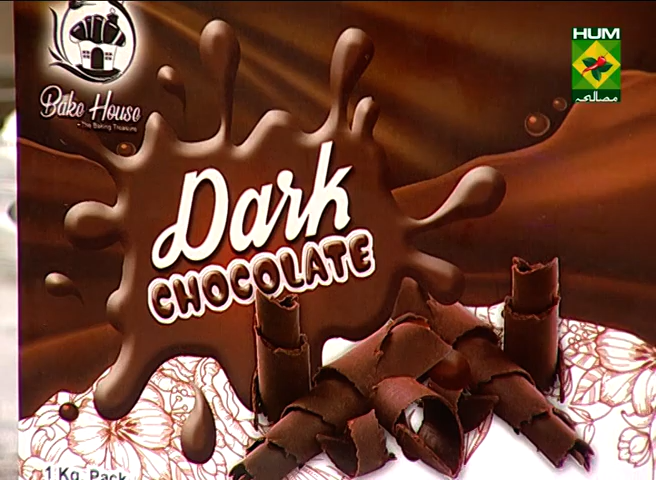 HUM
مصالحہ
Bake House
- The Baking Treasure
Dark
CHOCOLATE
1 Kg. Pack